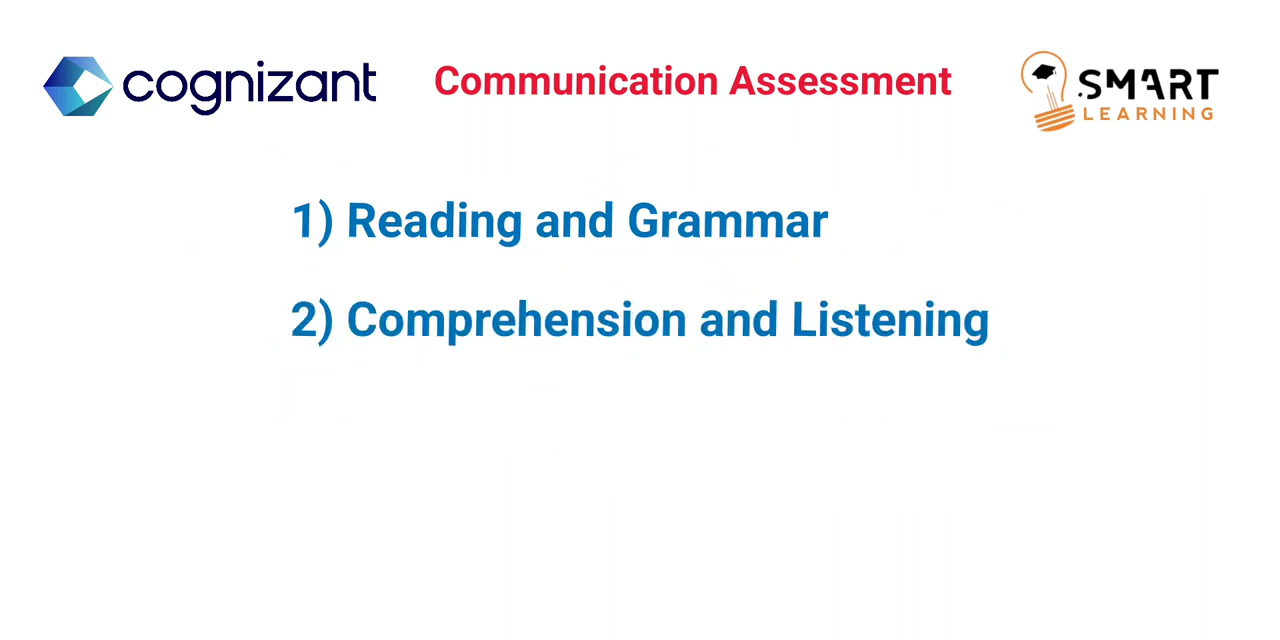 cognizant
Communication Assessment
SMART
LEARNING
1) Reading and Grammar
2) Comprehension and Listening